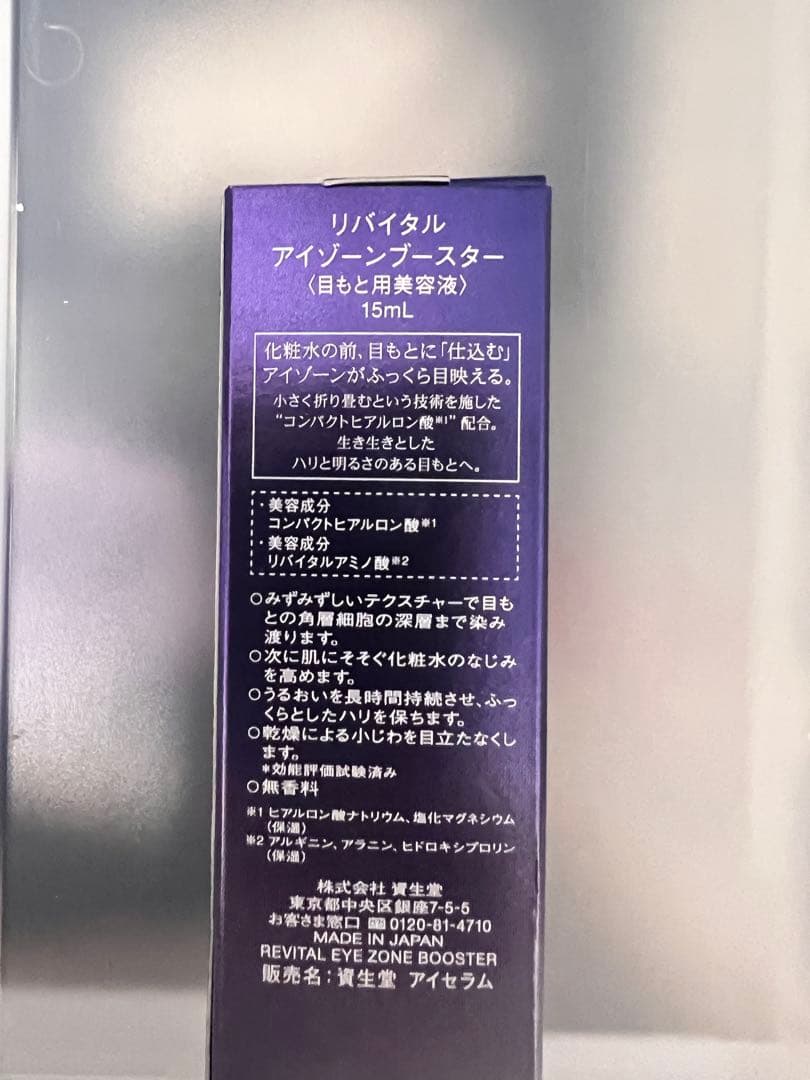 リバイタル
アイゾーンブースター
〈目もと用美容液〉
15mL
化粧水の前、目もとに「仕込む」
アイゾーンがふっくら目映える。
小さく折り畳むという技術を施した
“コンパクトヒアルロン酸※1”配合。
生き生きとした
ハリと明るさのある目もとへ。
・美容成分
コンパクトヒアルロン酸※1
・美容成分
リバイタルアミノ酸※2
○みずみずしいテクスチャーで目も
との角層細胞の深層まで染み
渡ります。
○次に肌にそそぐ化粧水のなじみ
を高めます。
○うるおいを長時間持続させ、ふっ
くらとしたハリを保ちます。
○乾燥による小じわを目立たなくし
ます。
*効能評価試験済み
○無香料
※1 ヒアルロン酸ナトリウム、塩化マグネシウム
（保湿）
※2 アルギニン、アラニン、ヒドロキシプロリン
（保湿）
株式会社 資生堂
東京都中央区銀座7-5-5
お客さま窓口 0120-81-4710
MADE IN JAPAN
REVITAL EYE ZONE BOOSTER
販売名：資生堂 アイセラム